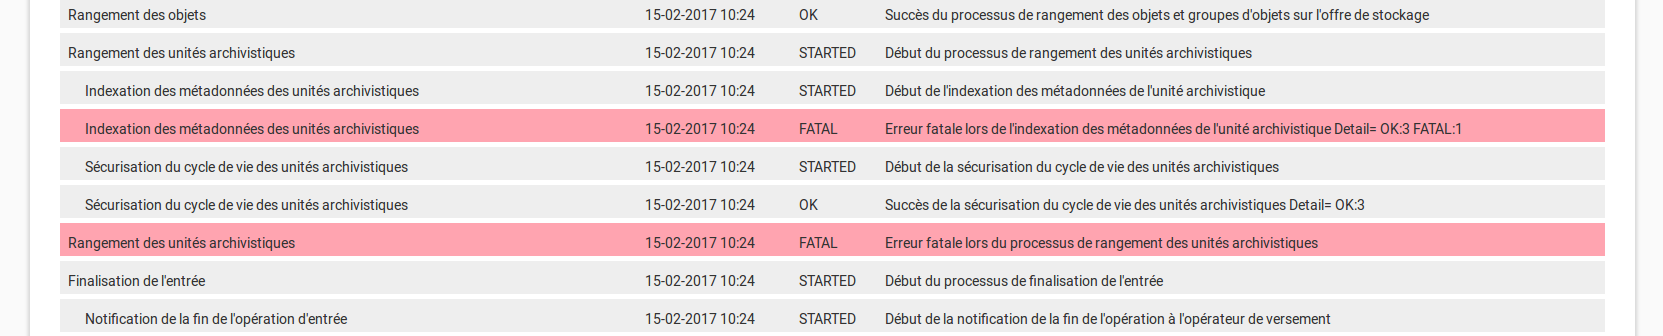 Rangement des objets 15-02-2017 10:24 OK Succès du processus de rangement des objets et groupes d'objets sur l'offre de stockage
Rangement des unités archivistiques 15-02-2017 10:24 STARTED Début du processus de rangement des unités archivistiques
Indexation des métadonnées des unités archivistiques 15-02-2017 10:24 STARTED Début de l'indexation des métadonnées de l'unité archivistique
Indexation des métadonnées des unités archivistiques 15-02-2017 10:24 FATAL Erreur fatale lors de l'indexation des métadonnées de l'unité archivistique Detail= OK:3 FATAL:1
Sécurisation du cycle de vie des unités archivistiques 15-02-2017 10:24 STARTED Début de la sécurisation du cycle de vie des unités archivistiques
Sécurisation du cycle de vie des unités archivistiques 15-02-2017 10:24 OK Succès de la sécurisation du cycle de vie des unités archivistiques Detail= OK:3
Rangement des unités archivistiques 15-02-2017 10:24 FATAL Erreur fatale lors du processus de rangement des unités archivistiques
Finalisation de l'entrée 15-02-2017 10:24 STARTED Début du processus de finalisation de l'entrée
Notification de la fin de l'opération d'entrée 15-02-2017 10:24 STARTED Début de la notification de la fin de l'opération à l'opérateur de versement